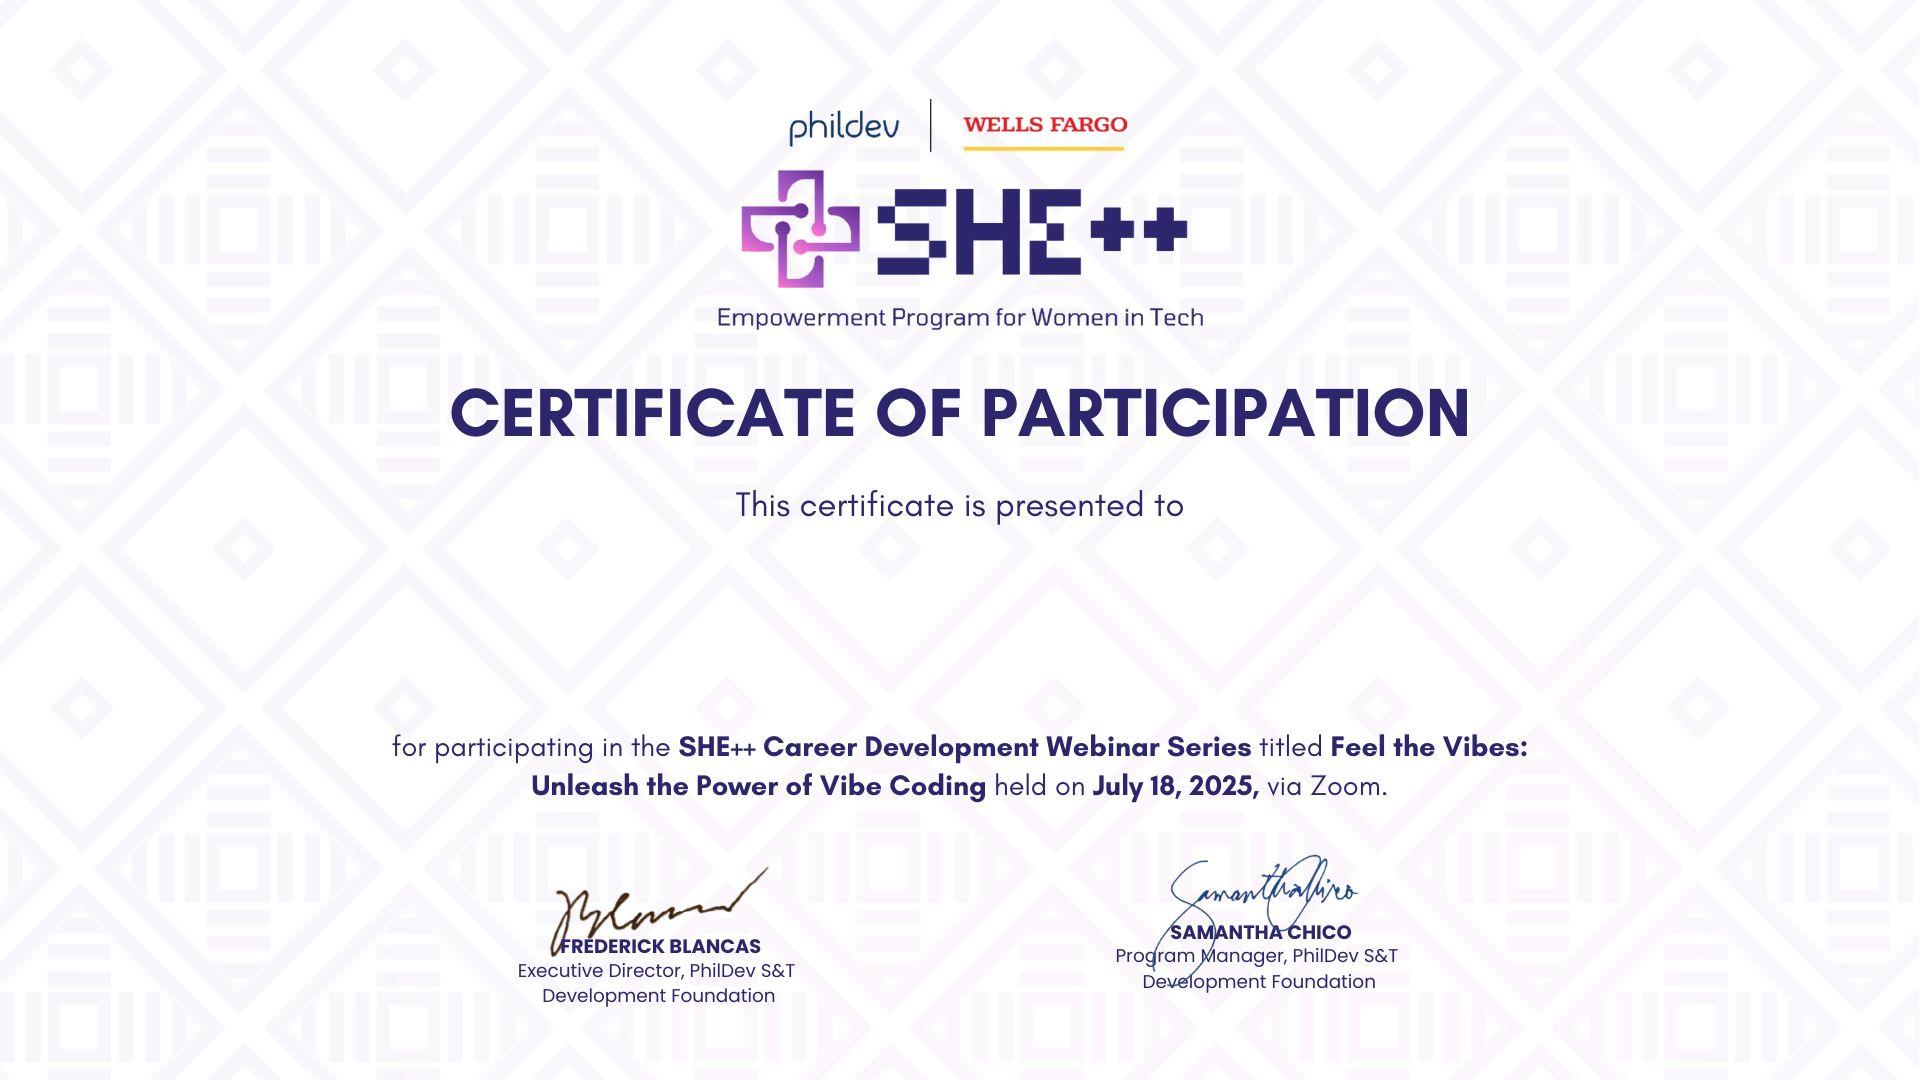 phildev WELLS FARGO
SHE++
Empowerment Program for Women in Tech
CERTIFICATE OF PARTICIPATION
This certificate is presented to
for participating in the SHE++ Career Development Webinar Series titled Feel the Vibes:
Unleash the Power of Vibe Coding held on July 18, 2025, via Zoom.
FREDERICK BLANCAS
Executive Director, PhilDev S&T
Development Foundation
Samantha Chico
SAMANTHA CHICO
Program Manager, PhilDev S&T
Development Foundation